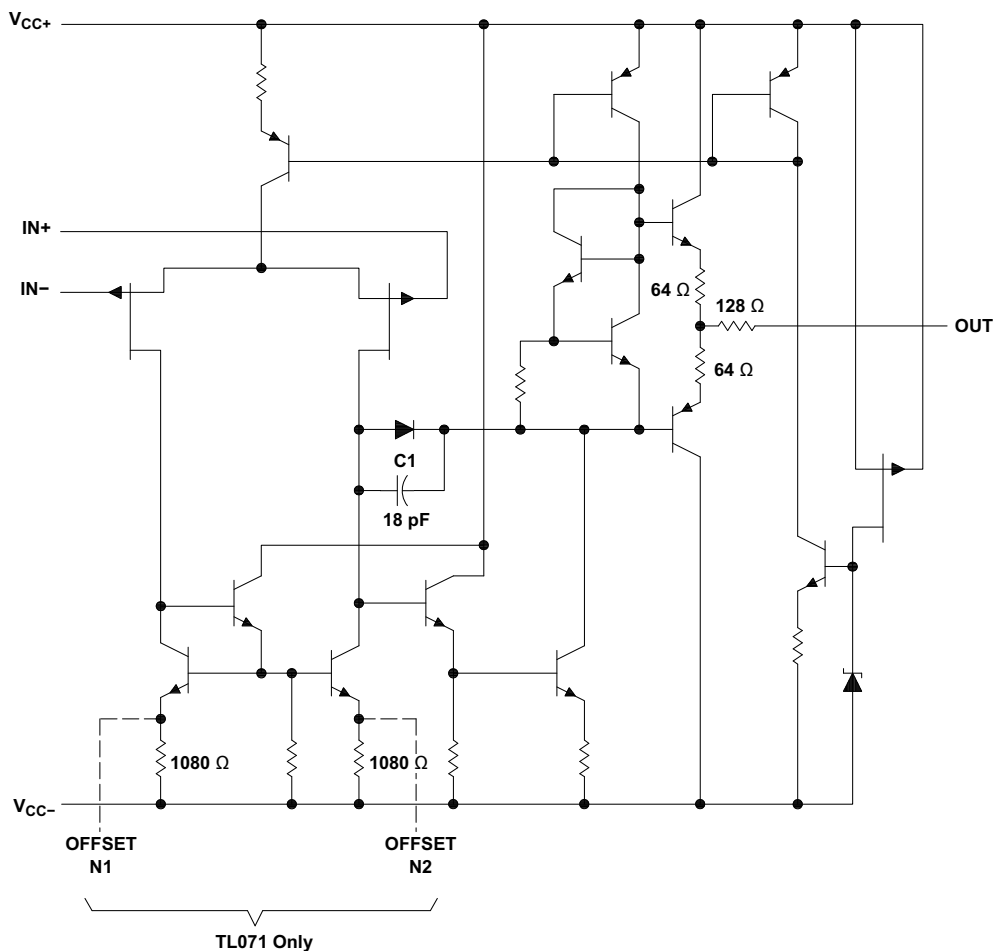 VCC+
IN+
IN−
64 Ω
128 Ω
OUT
64 Ω
C1
18 pF
1080 Ω
1080 Ω
VCC−
OFFSET
N1
OFFSET
N2
TL071 Only